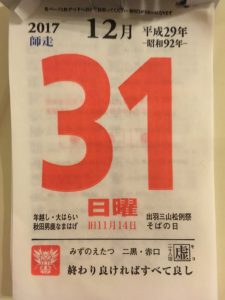 2017
師走
12月
平成29年
-昭和92年-
31
日曜
旧11月14日
年越し・大はらい
秋田男鹿なまはげ
出羽三山松例祭
そばの日
みずのえたつ 二黒・赤口
虚
終わり良ければすべて良し